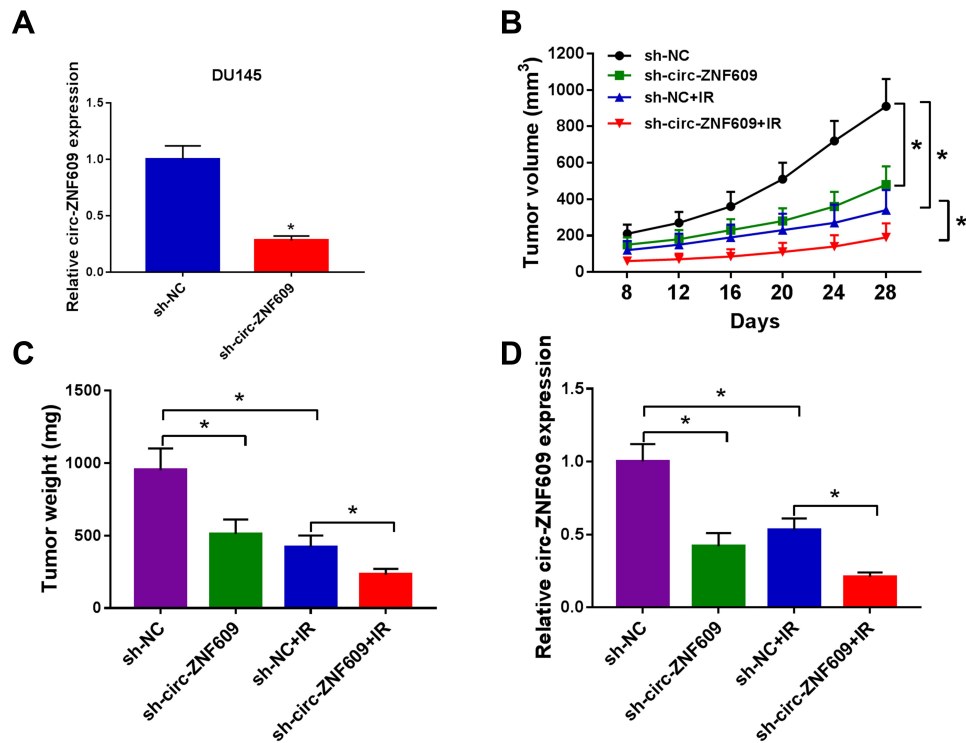 A
DU145
Relative circ-ZNF609 expression
1.5
1.0
0.5
0.0
*
sh-NC
sh-circ-ZNF609
B
Tumor volume (mm³)
1200
1000
800
600
400
200
0
sh-NC
sh-circ-ZNF609
sh-NC+IR
sh-circ-ZNF609+IR
*
*
*
8 12 16 20 24 28
Days
C
Tumor weight (mg)
1500
1000
500
0
*
*
*
sh-NC
sh-circ-ZNF609
sh-NC+IR
sh-circ-ZNF609+IR
D
Relative circ-ZNF609 expression
1.5
1.0
0.5
0.0
*
*
*
sh-NC
sh-circ-ZNF609
sh-NC+IR
sh-circ-ZNF609+IR